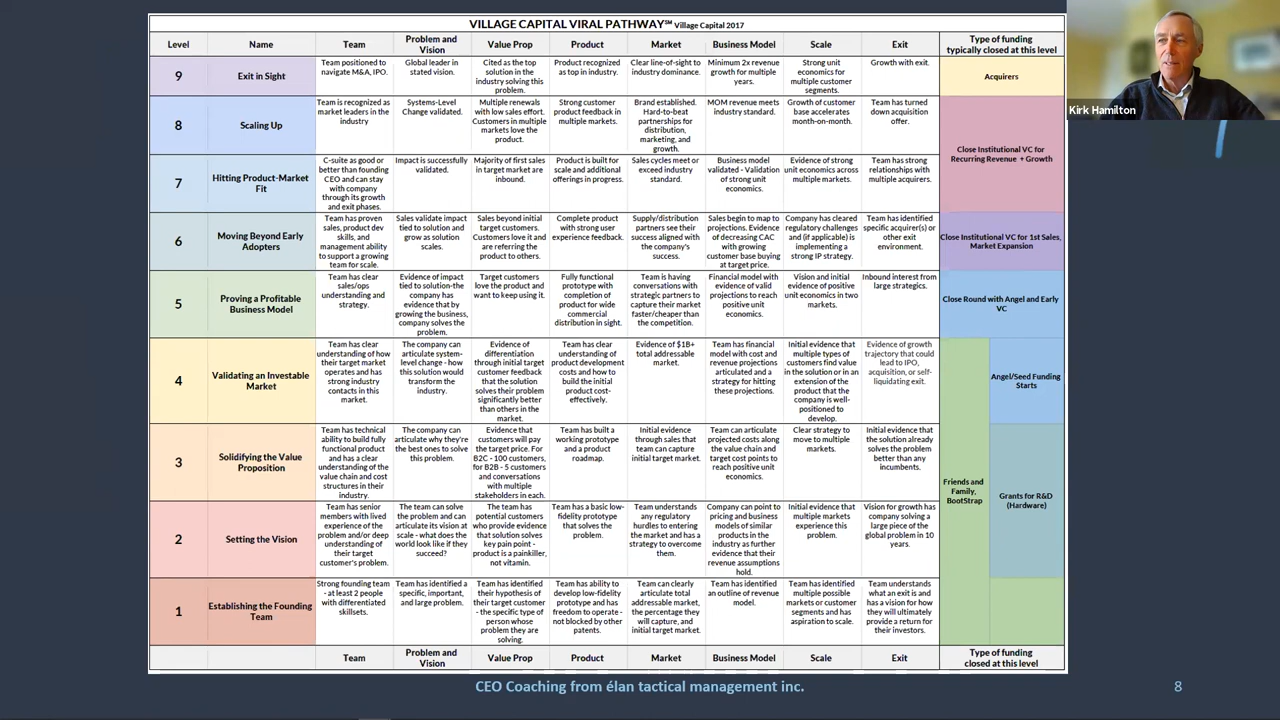 VILLAGE CAPITAL VIRAL PATHWAY℠ Village Capital 2017
Level
Name
Team
Problem and
Vision
Value Prop
Product
Market
Business Model
Scale
Exit
Type of funding
typically closed at this level
9
Exit in Sight
Team positioned to
navigate M&A, IPO.
Global leader in
stated vision.
Cited as the top
solution in the
industry solving this
problem.
Product recognized
as top in industry.
Clear line-of-sight to
industry dominance.
Minimum 2x revenue
growth for multiple
years.
Strong unit
economics for
multiple customer
segments.
Growth with exit.
Acquirers
8
Scaling Up
Team is recognized as
market leaders in the
industry
Systems-Level
Change validated.
Multiple renewals
with low sales effort.
Customers in multiple
markets love the
product.
Strong customer
product feedback in
multiple markets.
Brand established.
Hard-to-beat
partnerships for
distribution,
marketing, and
growth.
MOM revenue meets
industry standard.
Growth of customer
base accelerates
month-on-month.
Team has turned
down acquisition
offer.
Close Institutional VC for
Recurring Revenue + Growth
7
Hitting Product-Market
Fit
C-suite as good or
better than founding
CEO and can stay
with company
through its growth
and exit phases.
Impact is successfully
validated.
Majority of first sales
in target market are
inbound.
Product is built for
scale and additional
offerings in progress.
Sales cycles meet or
exceed industry
standard.
Business model
validated - Validation
of strong unit
economics.
Evidence of strong
unit economics across
multiple markets.
Team has strong
relationships with
multiple acquirers.
6
Moving Beyond Early
Adopters
Team has proven
sales, product dev
skills, and
management ability
to support a growing
team for scale.
Sales validate impact
tied to solution and
grow as solution
scales.
Sales beyond initial
target customers.
Customers love it and
are referring the
product to others.
Complete product
with strong user
experience feedback.
Supply/distribution
partners see their
success aligned with
the company's
success.
Sales begin to map to
projections. Evidence
of decreasing CAC
with growing
customer base buying
at target price.
Company has cleared
regulatory challenges
and (if applicable) is
implementing a
strong IP strategy.
Team has identified
specific acquirer(s) or
other exit
environment.
Close Institutional VC for 1st Sales,
Market Expansion
5
Proving a Profitable
Business Model
Team has clear
sales/ops
understanding and
strategy.
Evidence of impact
tied to solution-the
company has
evidence that by
growing the business,
company solves the
problem.
Target customers
love the product and
want to keep using it.
Fully functional
prototype with
completion of
product for wide
commercial
distribution in sight.
Team is having
conversations with
strategic partners to
capture their market
faster/cheaper than
the competition.
Financial model with
evidence of valid
projections to reach
positive unit
economics.
Vision and initial
evidence of positive
unit economics in two
markets.
Inbound interest from
large strategics.
Close Round with Angel and Early
VC
4
Validating an Investable
Market
Team has clear
understanding of how
their target market
operates and has
strong industry
contacts in this
market.
The company can
articulate system-
level change - how
this solution would
transform the
industry.
Evidence of
differentiation
through initial target
customer feedback
that the solution
solves their problem
significantly better
than others in the
market.
Team has clear
understanding of
product development
costs and how to
build the initial
product cost-
effectively.
Evidence of $1B+
total addressable
market.
Team has financial
model with cost and
revenue projections
articulated and a
strategy for hitting
these projections.
Initial evidence that
multiple types of
customers find value
in the solution or in an
extension of the
product that the
company is well-
positioned to
develop.
Evidence of growth
trajectory that could
lead to IPO,
acquisition, or self-
liquidating exit.
Angel/Seed Funding
Starts
3
Solidifying the Value
Proposition
Team has technical
ability to build fully
functional product
and has a clear
understanding of the
value chain and cost
structures in their
industry.
The company can
articulate why they're
the best ones to solve
this problem.
Evidence that
customers will pay
the target price. For
B2C - 100 customers,
for B2B - 5 customers
and conversations
with multiple
stakeholders in each.
Team has built a
working prototype
and a product
roadmap.
Initial evidence
through sales that
team can capture
initial target market.
Team can articulate
projected costs along
the value chain and
target cost points to
reach positive unit
economics.
Clear strategy to
move to multiple
markets.
Initial evidence that
the solution already
solves the problem
better than any
incumbents.
Friends and
Family,
BootStrap
Grants for R&D
(Hardware)
2
Setting the Vision
Team has senior
members with lived
experience of the
problem and/or deep
understanding of
their target
customer's problem.
The team can solve
the problem and can
articulate its vision at
scale - what does the
world look like if they
succeed?
The team has
potential customers
who provide evidence
that solution solves
key pain point -
product is a painkiller,
not vitamin.
Team has a basic low-
fidelity prototype
that solves the
problem.
Team understands
any regulatory
hurdles to entering
the market and has a
strategy to overcome
them.
Company can point to
pricing and business
models of similar
products in the
industry as further
evidence that their
revenue assumptions
hold.
Initial evidence that
multiple markets
experience this
problem.
Vision for growth has
company solving a
large piece of the
global problem in 10
years.
1
Establishing the Founding
Team
Strong founding team
- at least 2 people
with differentiated
skillsets.
Team has identified a
specific, important,
and large problem.
Team has identified
their hypothesis of
their target customer
- the specific type of
person whose
problem they are
solving.
Team has ability to
develop low-fidelity
prototype and has
freedom to operate -
not blocked by other
patents.
Team can clearly
articulate total
addressable market,
the percentage they
will capture, and
initial target market.
Team has identified
an outline of revenue
model.
Team has identified
multiple possible
markets or customer
segments and has
aspiration to scale.
Team understands
what an exit is and
has a vision for how
they will ultimately
provide a return for
their investors.
Team
Problem and
Vision
Value Prop
Product
Market
Business Model
Scale
Exit
Type of funding
closed at this level
Kirk Hamilton
CEO Coaching from élan tactical management inc.
8